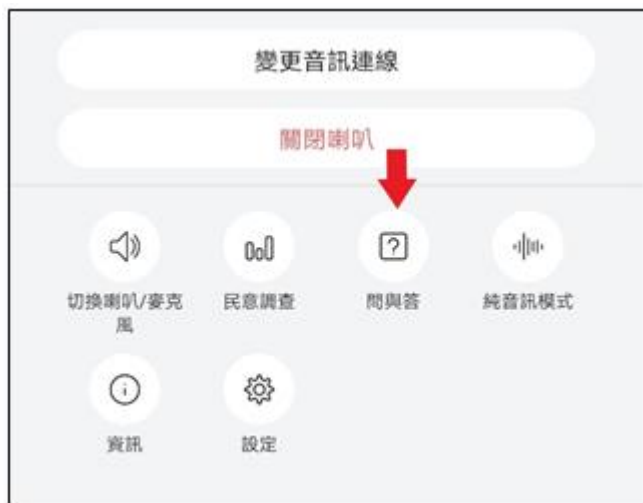 變更音訊連線
關閉喇叭
切換喇叭/麥克
風
民意調查
問與答
純音訊模式
資訊
設定